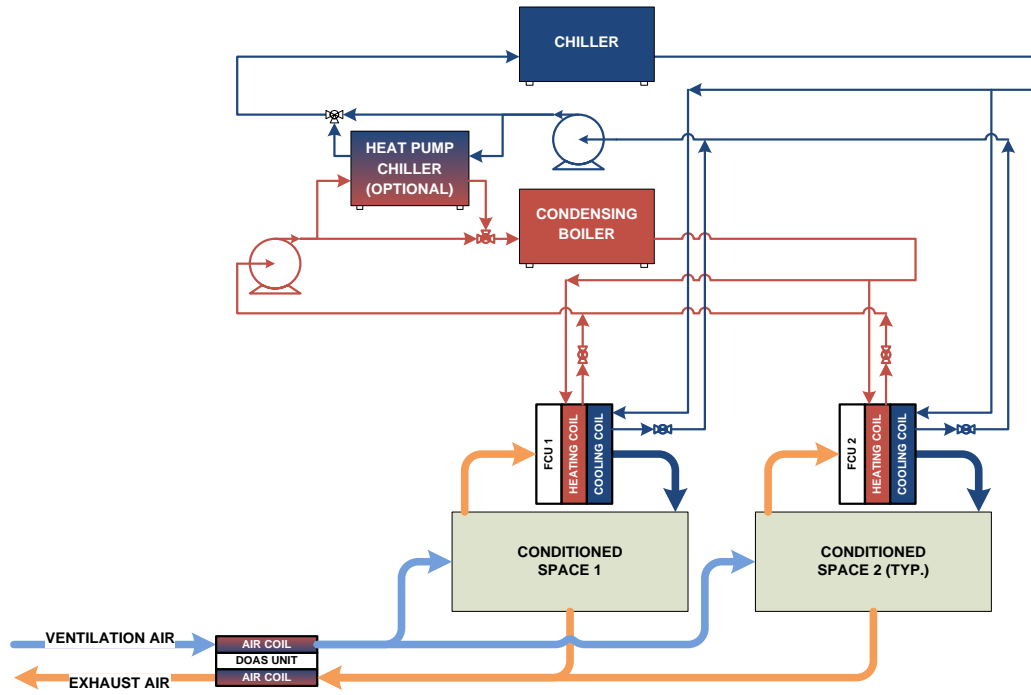 CHILLER
HEAT PUMP
CHILLER
(OPTIONAL)
CONDENSING
BOILER
FCU 1
HEATING COIL
COOLING COIL
FCU 2
HEATING COIL
COOLING COIL
CONDITIONED
SPACE 1
CONDITIONED
SPACE 2 (TYP.)
VENTILATION AIR
AIR COIL
DOAS UNIT
AIR COIL
EXHAUST AIR